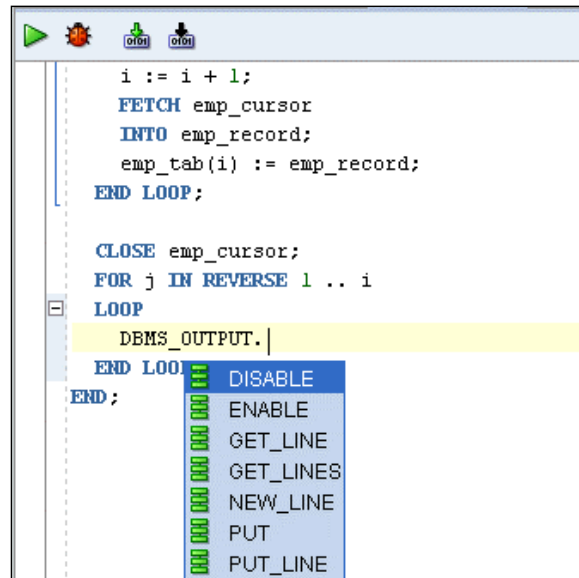 i := i + 1;
FETCH emp_cursor
INTO emp_record;
emp_tab(i) := emp_record;
END LOOP;
CLOSE emp_cursor;
FOR j IN REVERSE 1 .. i
LOOP
DBMS_OUTPUT.
END LOO
END;
DISABLE
ENABLE
GET_LINE
GET_LINES
NEW_LINE
PUT
PUT_LINE